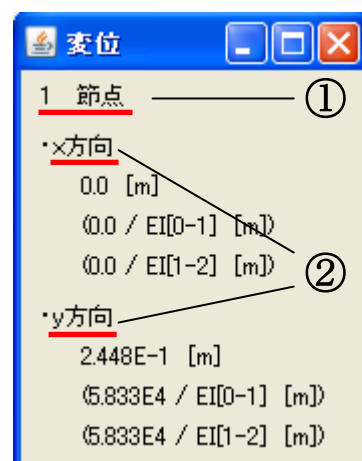 変位
1 節点 ①
・x方向
0.0 [m]
(0.0 / EI[0-1] [m])
(0.0 / EI[1-2] [m])
②
・y方向
2.448E-1 [m]
(5.833E4 / EI[0-1] [m])
(5.833E4 / EI[1-2] [m])